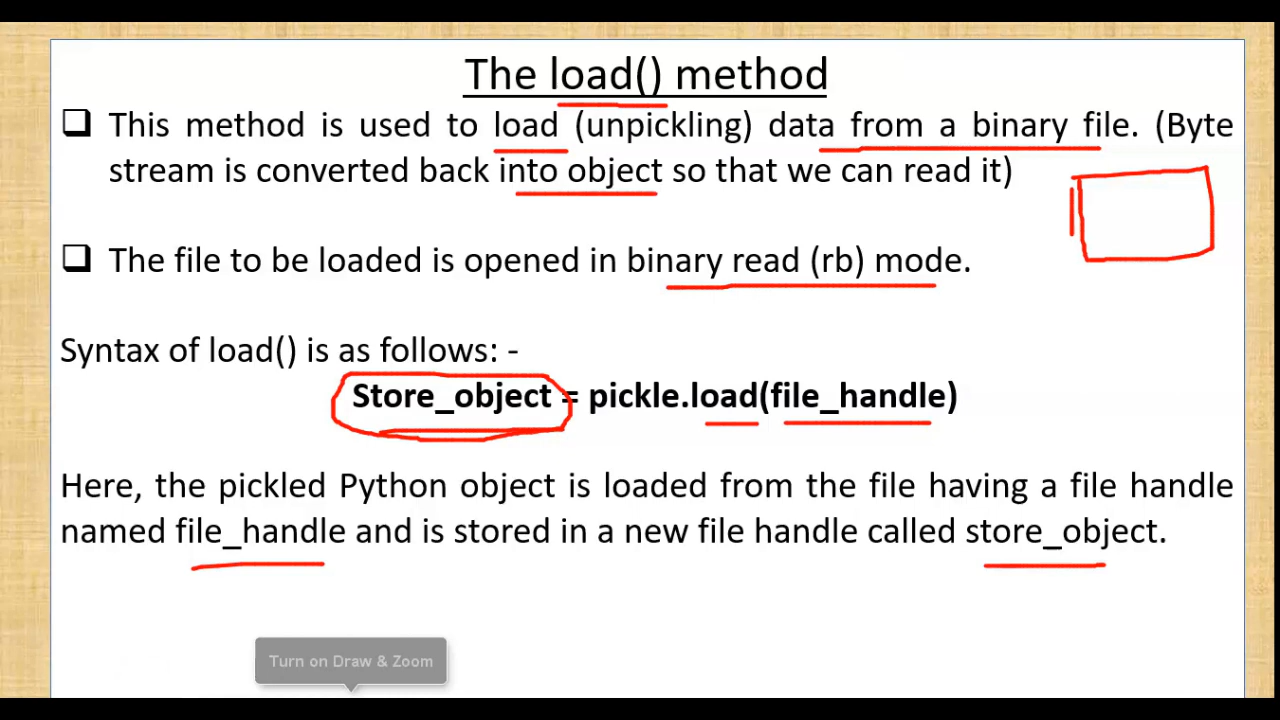 The load() method
❑ This method is used to load (unpickling) data from a binary file. (Byte
stream is converted back into object so that we can read it)
❑ The file to be loaded is opened in binary read (rb) mode.
Syntax of load() is as follows: -
Store_object = pickle.load(file_handle)
Here, the pickled Python object is loaded from the file having a file handle
named file_handle and is stored in a new file handle called store_object.
Turn on Draw & Zoom